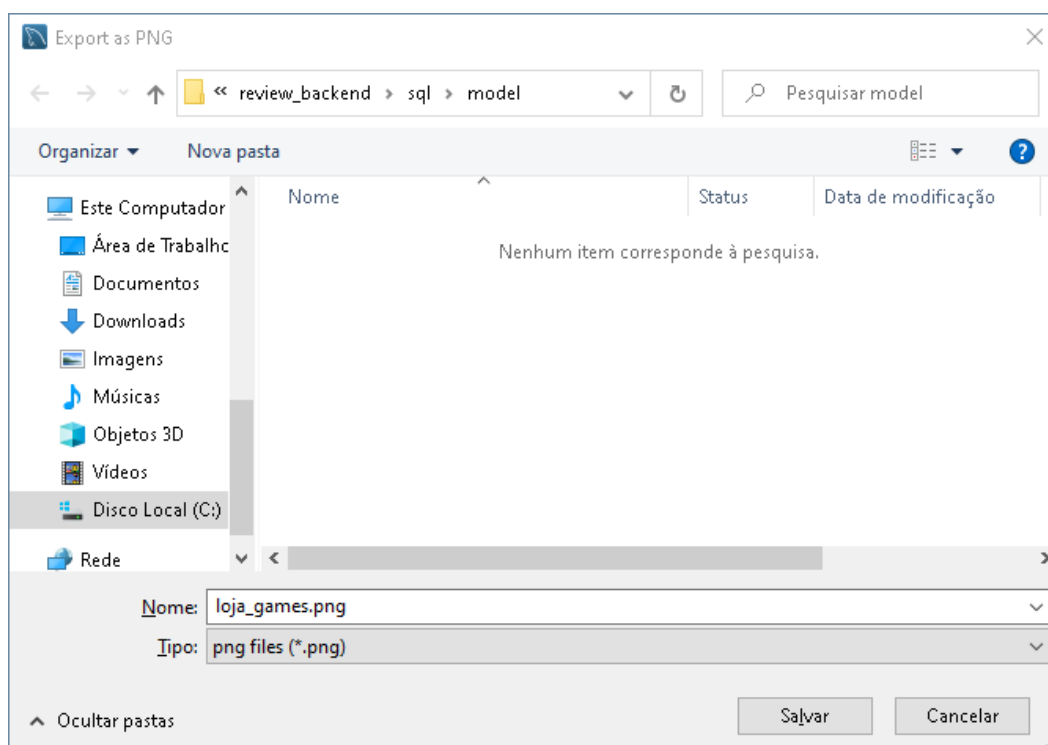 Export as PNG
« review_backend › sql › model
Pesquisar model
Organizar
Nova pasta
Nome
Status
Data de modificação
Nenhum item corresponde à pesquisa.
Este Computador
Área de Trabalho
Documentos
Downloads
Imagens
Músicas
Objetos 3D
Vídeos
Disco Local (C:)
Rede
Nome: loja_games.png
Tipo: png files (*.png)
Ocultar pastas
Salvar
Cancelar